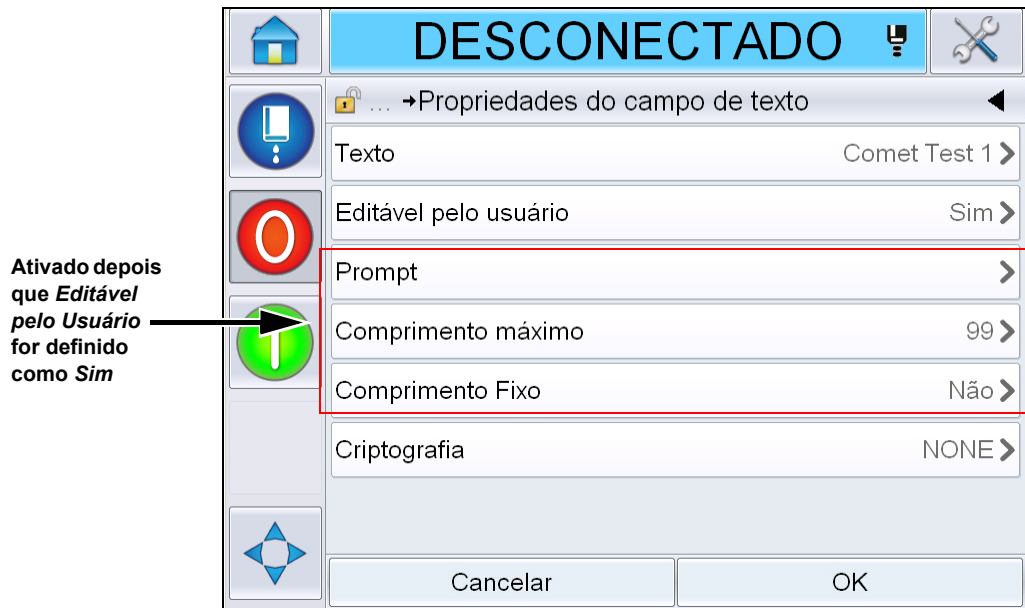 DESCONECTADO
... →Propriedades do campo de texto
Texto Comet Test 1
Editável pelo usuário Sim
Prompt
Comprimento máximo 99
Comprimento Fixo Não
Criptografia NONE
Cancelar OK
Ativado depois
que Editável
pelo Usuário
for definido
como Sim